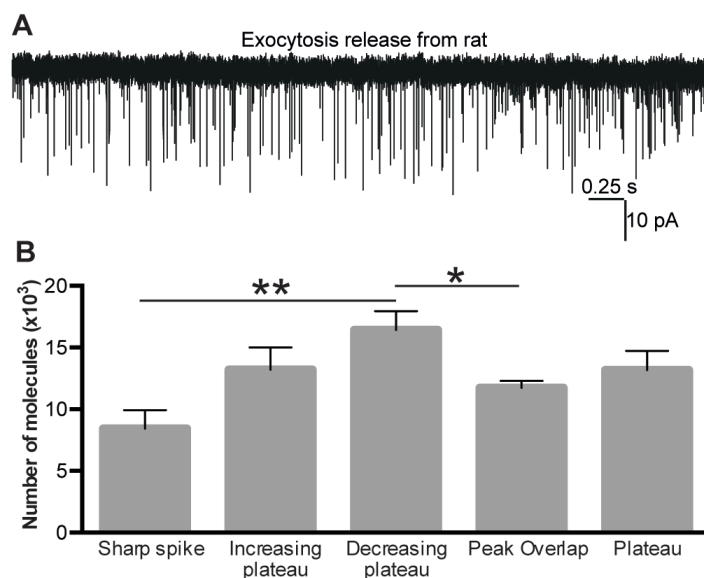 A
Exocytosis release from rat
0.25 s
10 pA
B
Number of molecules (x10³)
20
15
10
5
0
**
*
Sharp spike
Increasing plateau
Decreasing plateau
Peak Overlap
Plateau